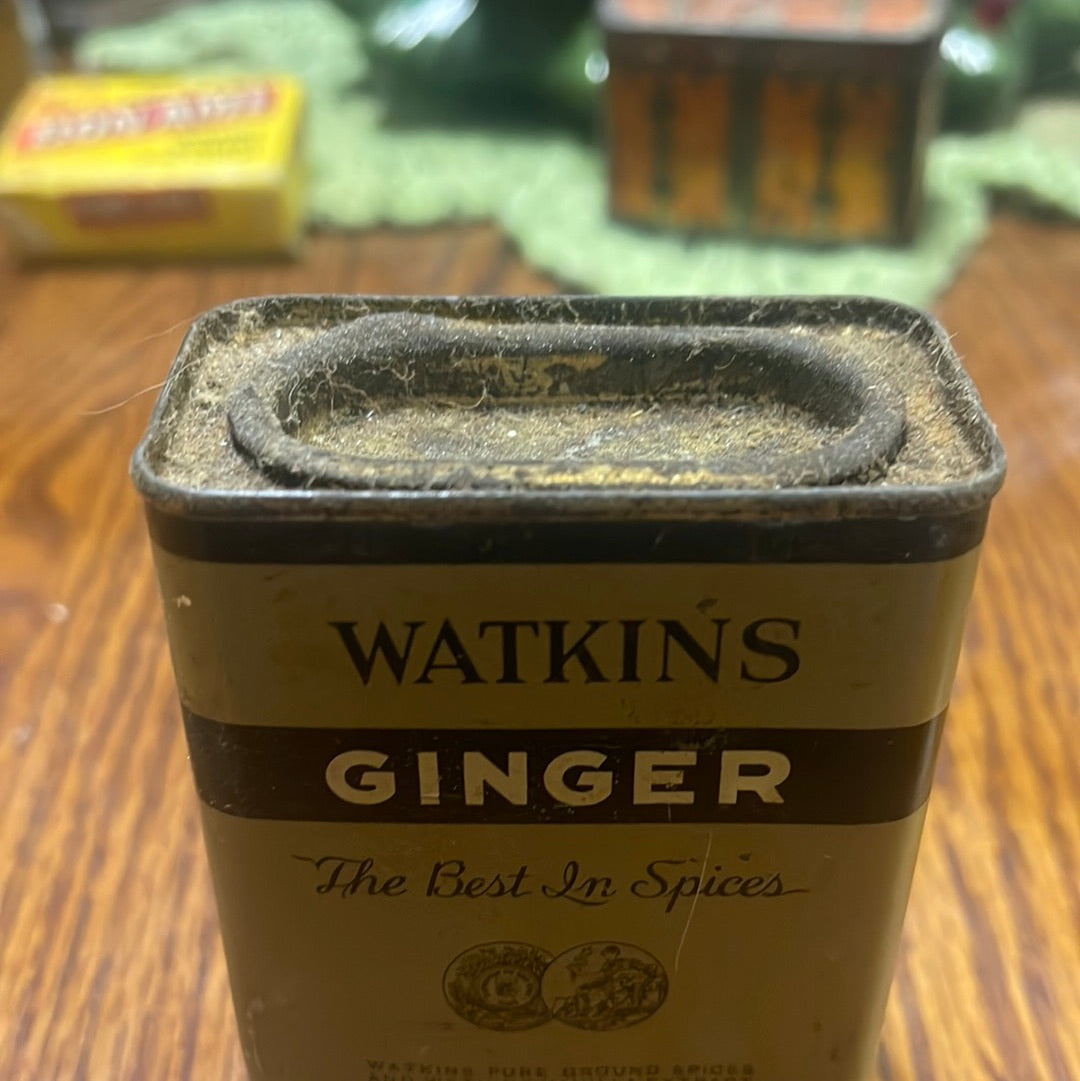 WATKINS
GINGER
The Best In Spices
WATKINS PURE GROUND SPICES